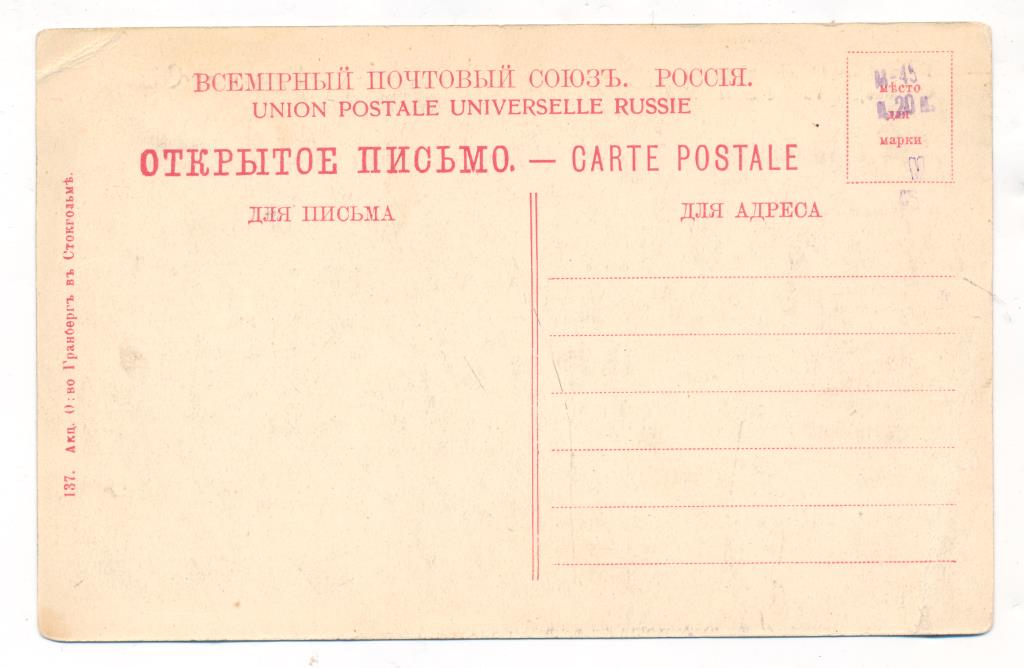 ВСЕМІРНЫЙ ПОЧТОВЫЙ СОЮЗЪ. РОССІЯ.
UNION POSTALE UNIVERSELLE RUSSIE
ОТКРЫТОЕ ПИСЬМО. — CARTE POSTALE
ДЛЯ ПИСЬМА
ДЛЯ АДРЕСА
мѣсто
для
марки
137. Акц. О:во Гранбергъ въ Стокгольмѣ.